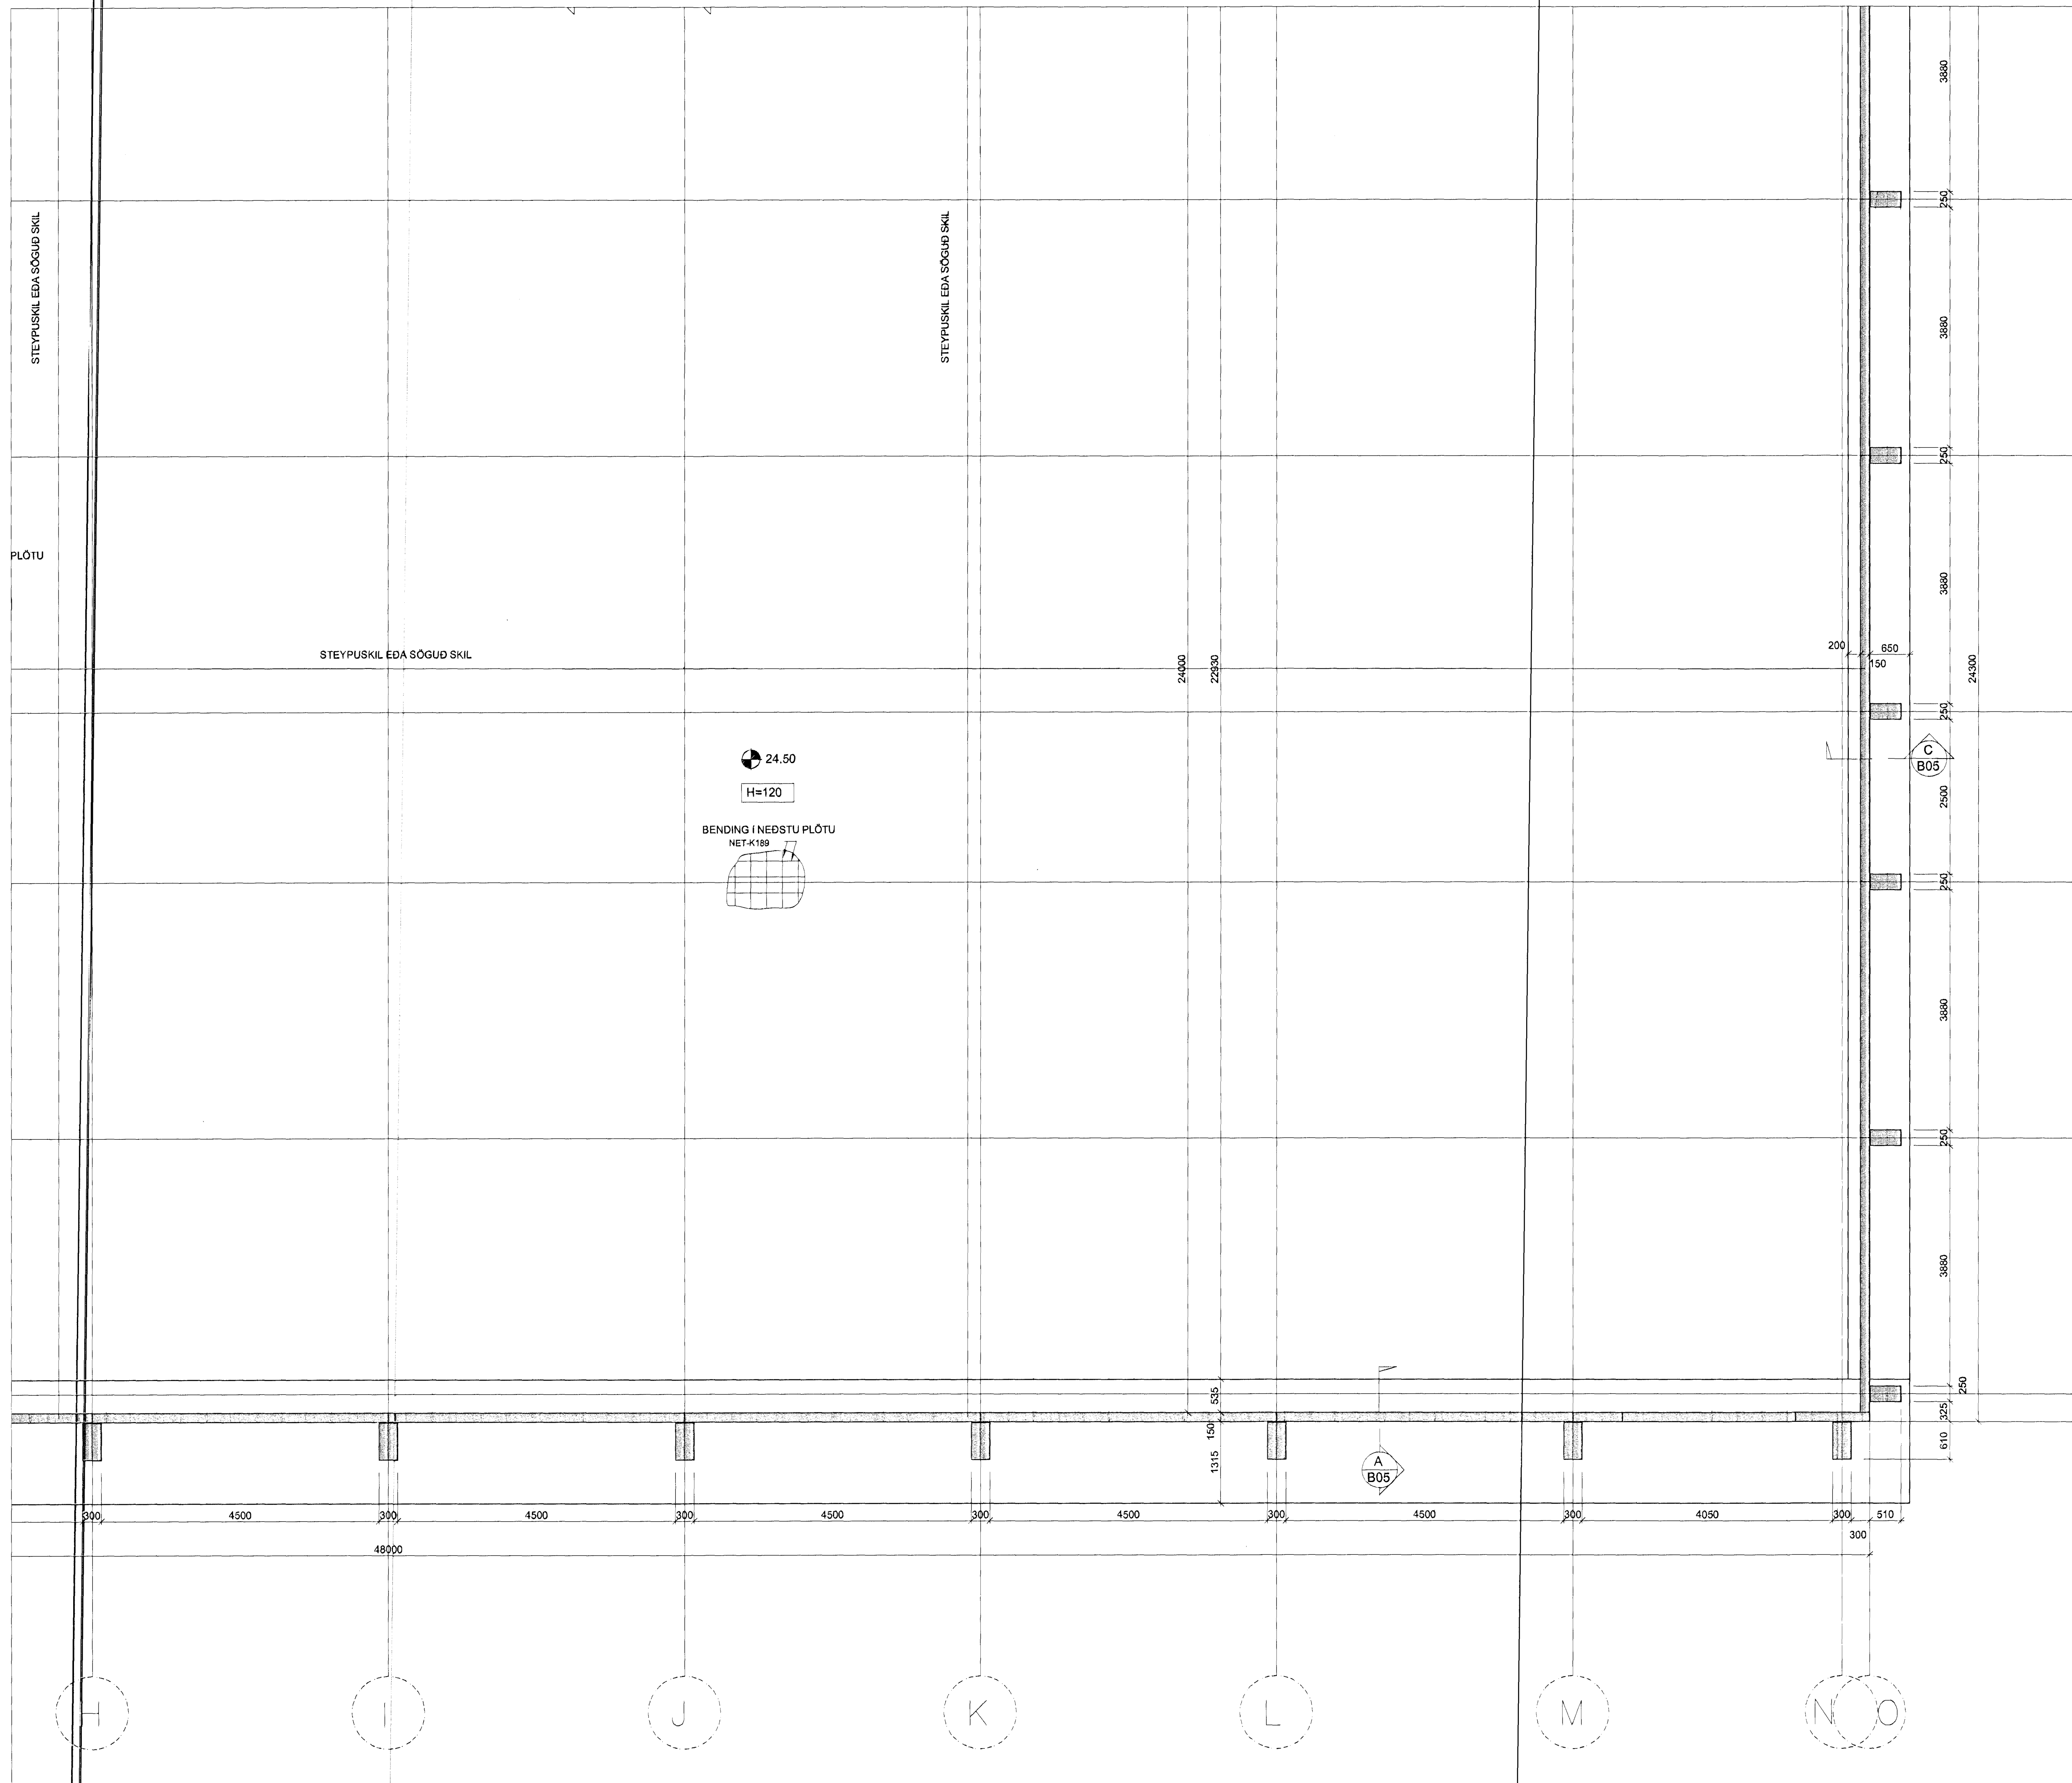 3880
250
STEYPUSKIL EÐA SÖGUÐ SKIL
STEYPUSKIL EÐA SÖGUÐ SKIL
3880
250
PLÖTU
3880
STEYPUSKIL EÐA SÖGUÐ SKIL
24000
22930
200
650
150
24300
250
24.50
C
B05
H=120
2500
BENDING Í NEÐSTU PLÖTU
NET-K189
250
3880
250
3880
250
535
325
150
610
1315
A
B05
300 4500 300 4500 300 4500 300 4500 300 4500 300 4050 300 510
300
48000
H I J K L M N O